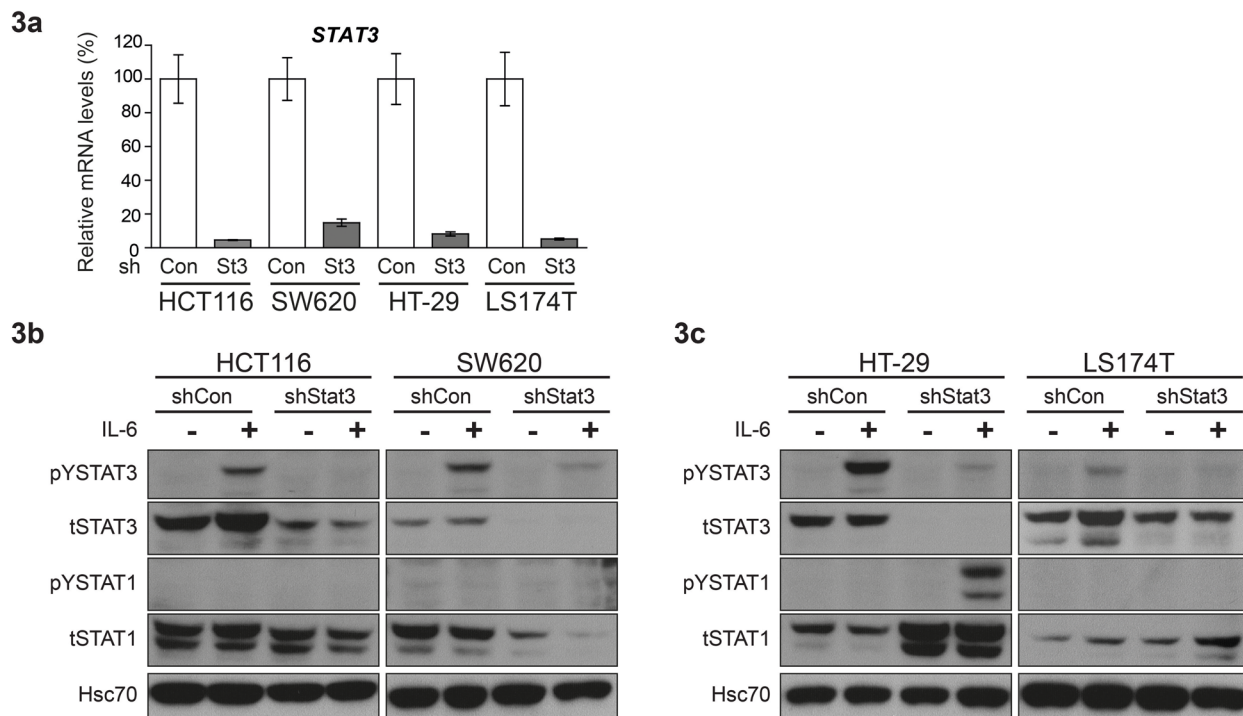 3a
STAT3
Relative mRNA levels (%)
120
100
80
60
40
20
0
sh Con St3 Con St3 Con St3 Con St3
HCT116 SW620 HT-29 LS174T
3b
HCT116 SW620
shCon shStat3 shCon shStat3
IL-6 - + - + - + - +
pYSTAT3
tSTAT3
pYSTAT1
tSTAT1
Hsc70
3c
HT-29 LS174T
shCon shStat3 shCon shStat3
IL-6 - + - + - + - +
pYSTAT3
tSTAT3
pYSTAT1
tSTAT1
Hsc70